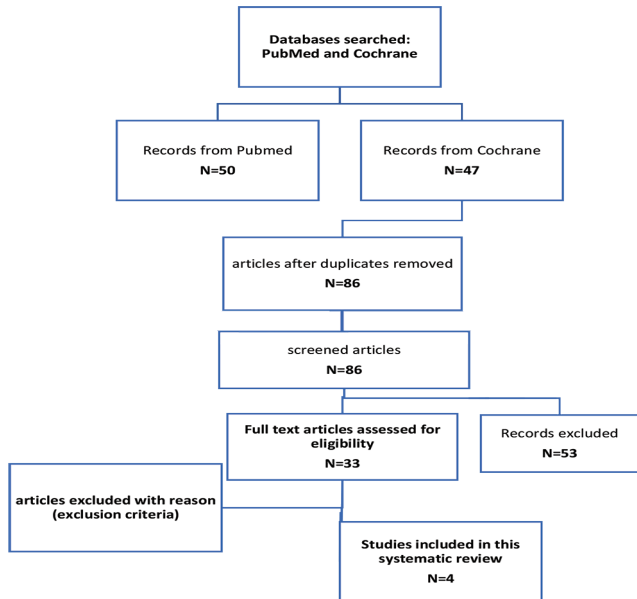 Databases searched:
PubMed and Cochrane
Records from Pubmed
N=50
Records from Cochrane
N=47
articles after duplicates removed
N=86
screened articles
N=86
Full text articles assessed for
eligibility
N=33
Records excluded
N=53
articles excluded with reason
(exclusion criteria)
Studies included in this
systematic review
N=4